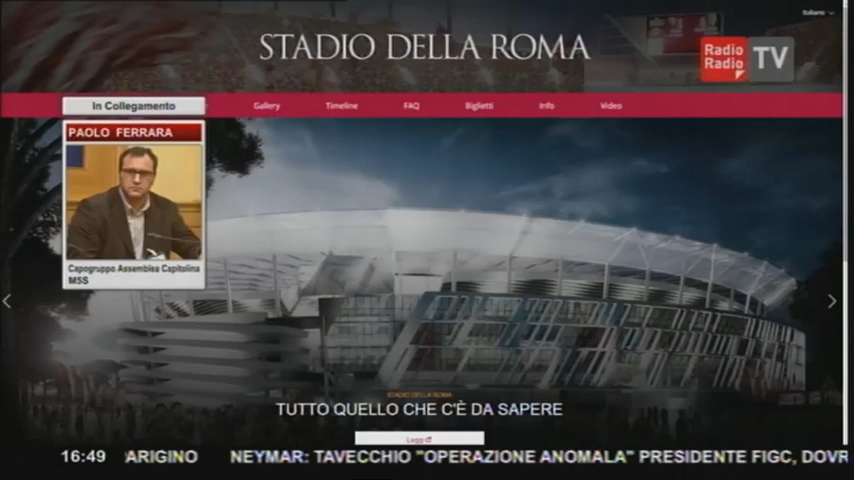 Italiano
STADIO DELLA ROMA
Radio
Radio
TV
In Collegamento
Gallery
Timeline
FAQ
Biglietti
Info
Video
PAOLO FERRARA
Capogruppo Assemblea Capitolina
M5S
STADIO DELLA ROMA
TUTTO QUELLO CHE C'È DA SAPERE
Leggi
16:49 ARIGINO NEYMAR: TAVECCHIO "OPERAZIONE ANOMALA" PRESIDENTE FIGC, DOVR